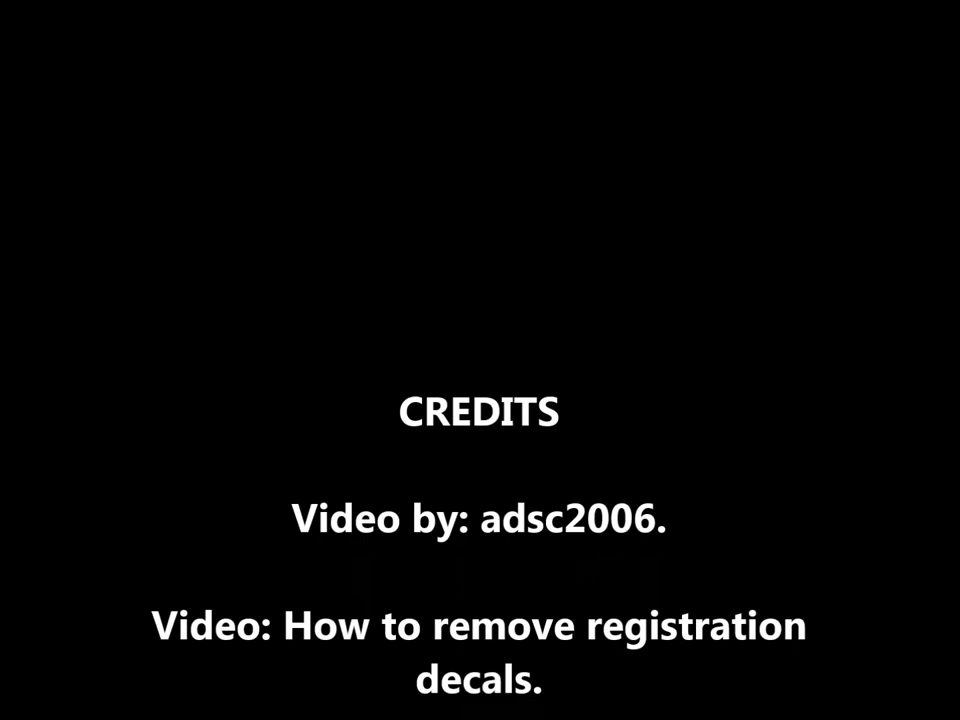 CREDITS
Video by: adsc2006.
Video: How to remove registration
decals.